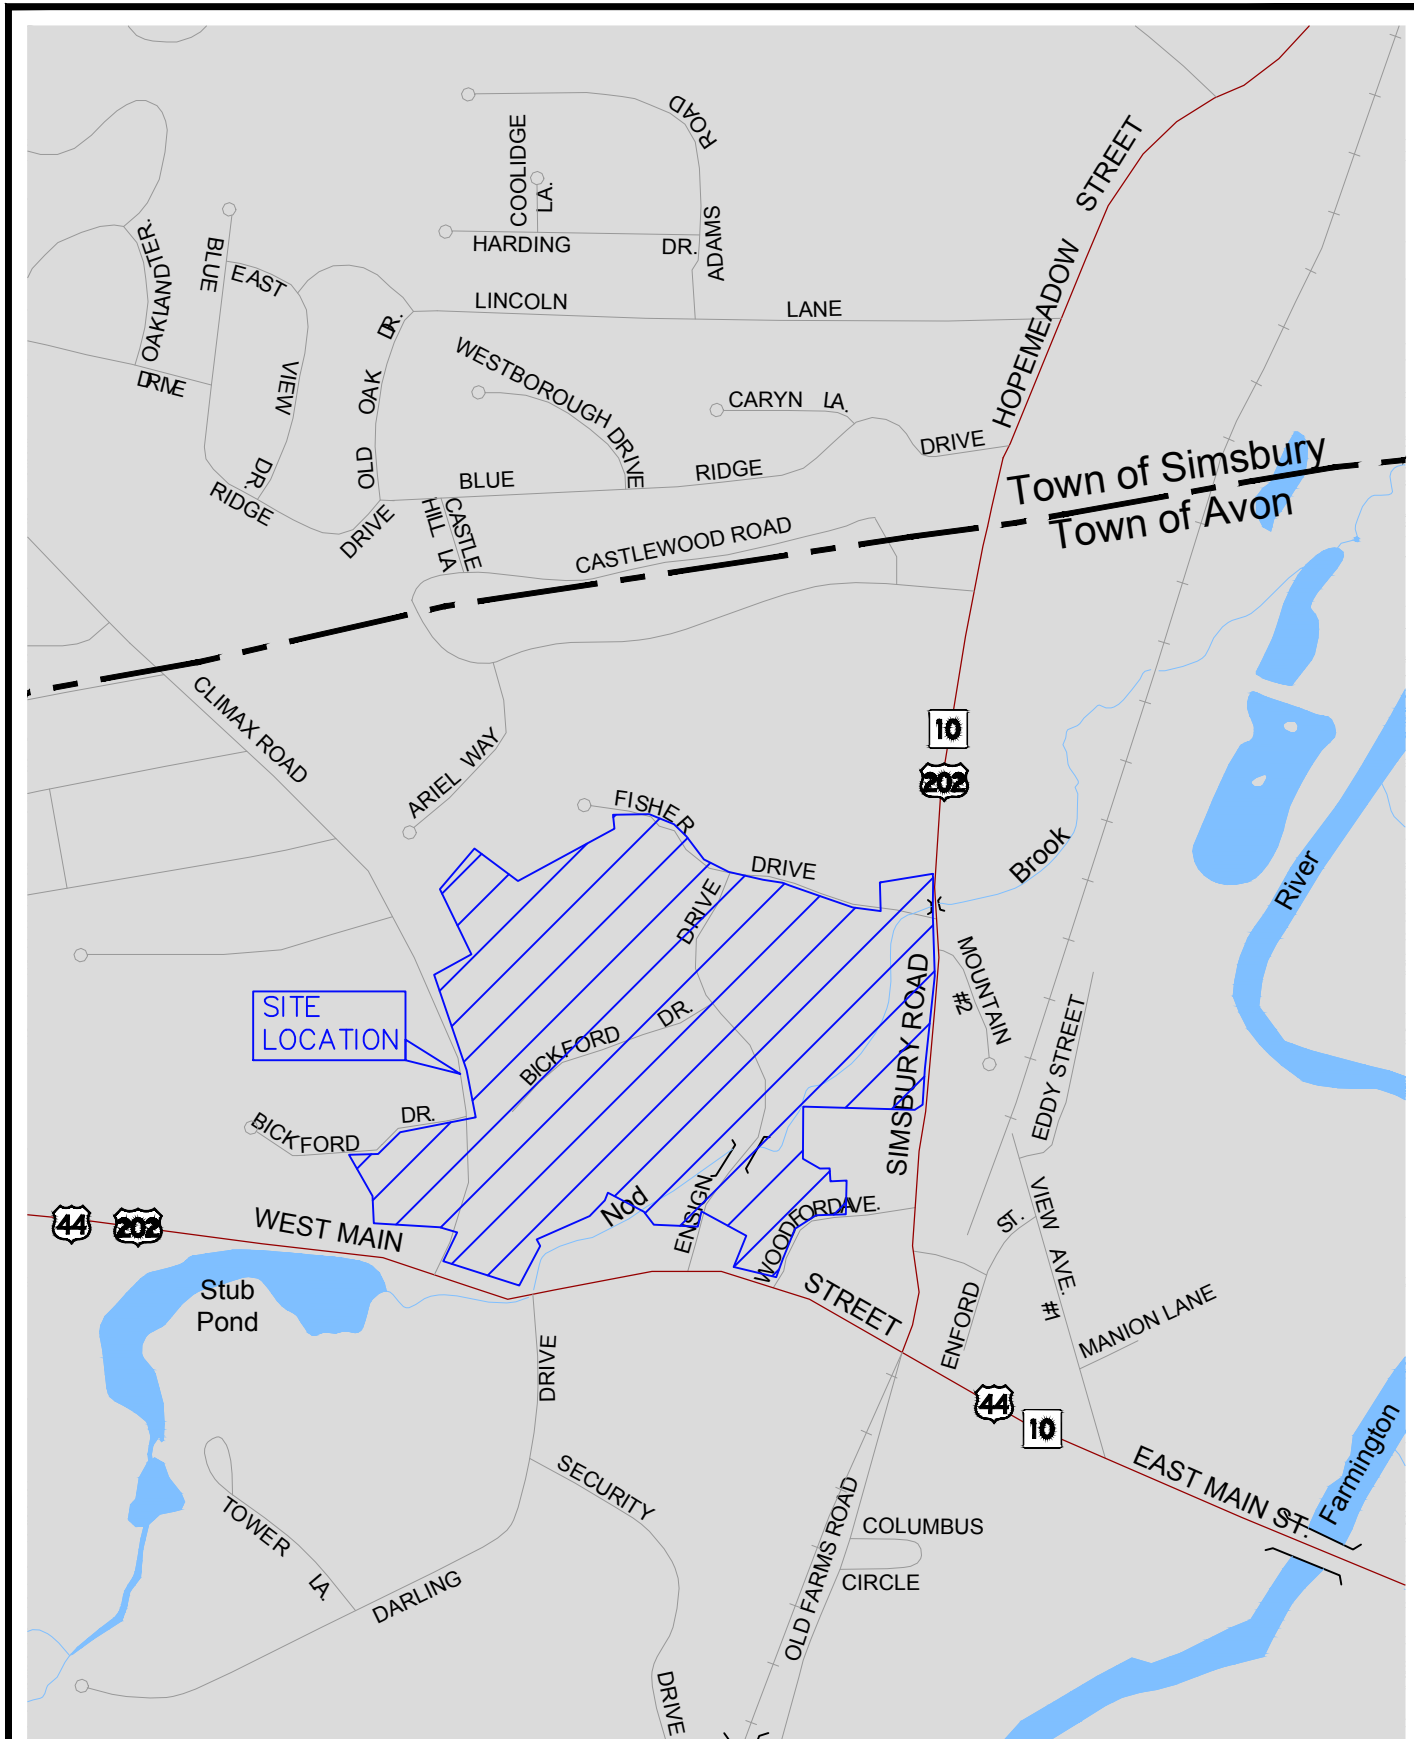 ROAD
COOLIDGE
LA.
HARDING DR.
ADAMS
STREET
HOPEMEADOW
OAKLANDTER.
BLUE
EAST
VIEW
DR.
DRIVE
RIDGE
DRIVE
OLD OAK DR.
LINCOLN LANE
WESTBOROUGH DRIVE
CARYN LA.
BLUE RIDGE DRIVE
CASTLE
HILL LA
CASTLEWOOD ROAD
Town of Simsbury
Town of Avon
CLIMAX ROAD
ARIEL WAY
10
202
FISHER DRIVE
DRIVE
Brook
River
SITE
LOCATION
BICKFORD DR.
BICKFORD DR.
SIMSBURY ROAD
MOUNTAIN
#2
EDDY STREET
VIEW AVE. #1
Nod
ENSIGN
WOODFORD AVE.
44
202
WEST MAIN
STREET
Stub
Pond
ST.
ENFORD
MANION LANE
44
10
EAST MAIN ST.
Farmington
DRIVE
SECURITY
DRIVE
TOWER
LA.
DARLING
OLD FARMS ROAD
COLUMBUS
CIRCLE